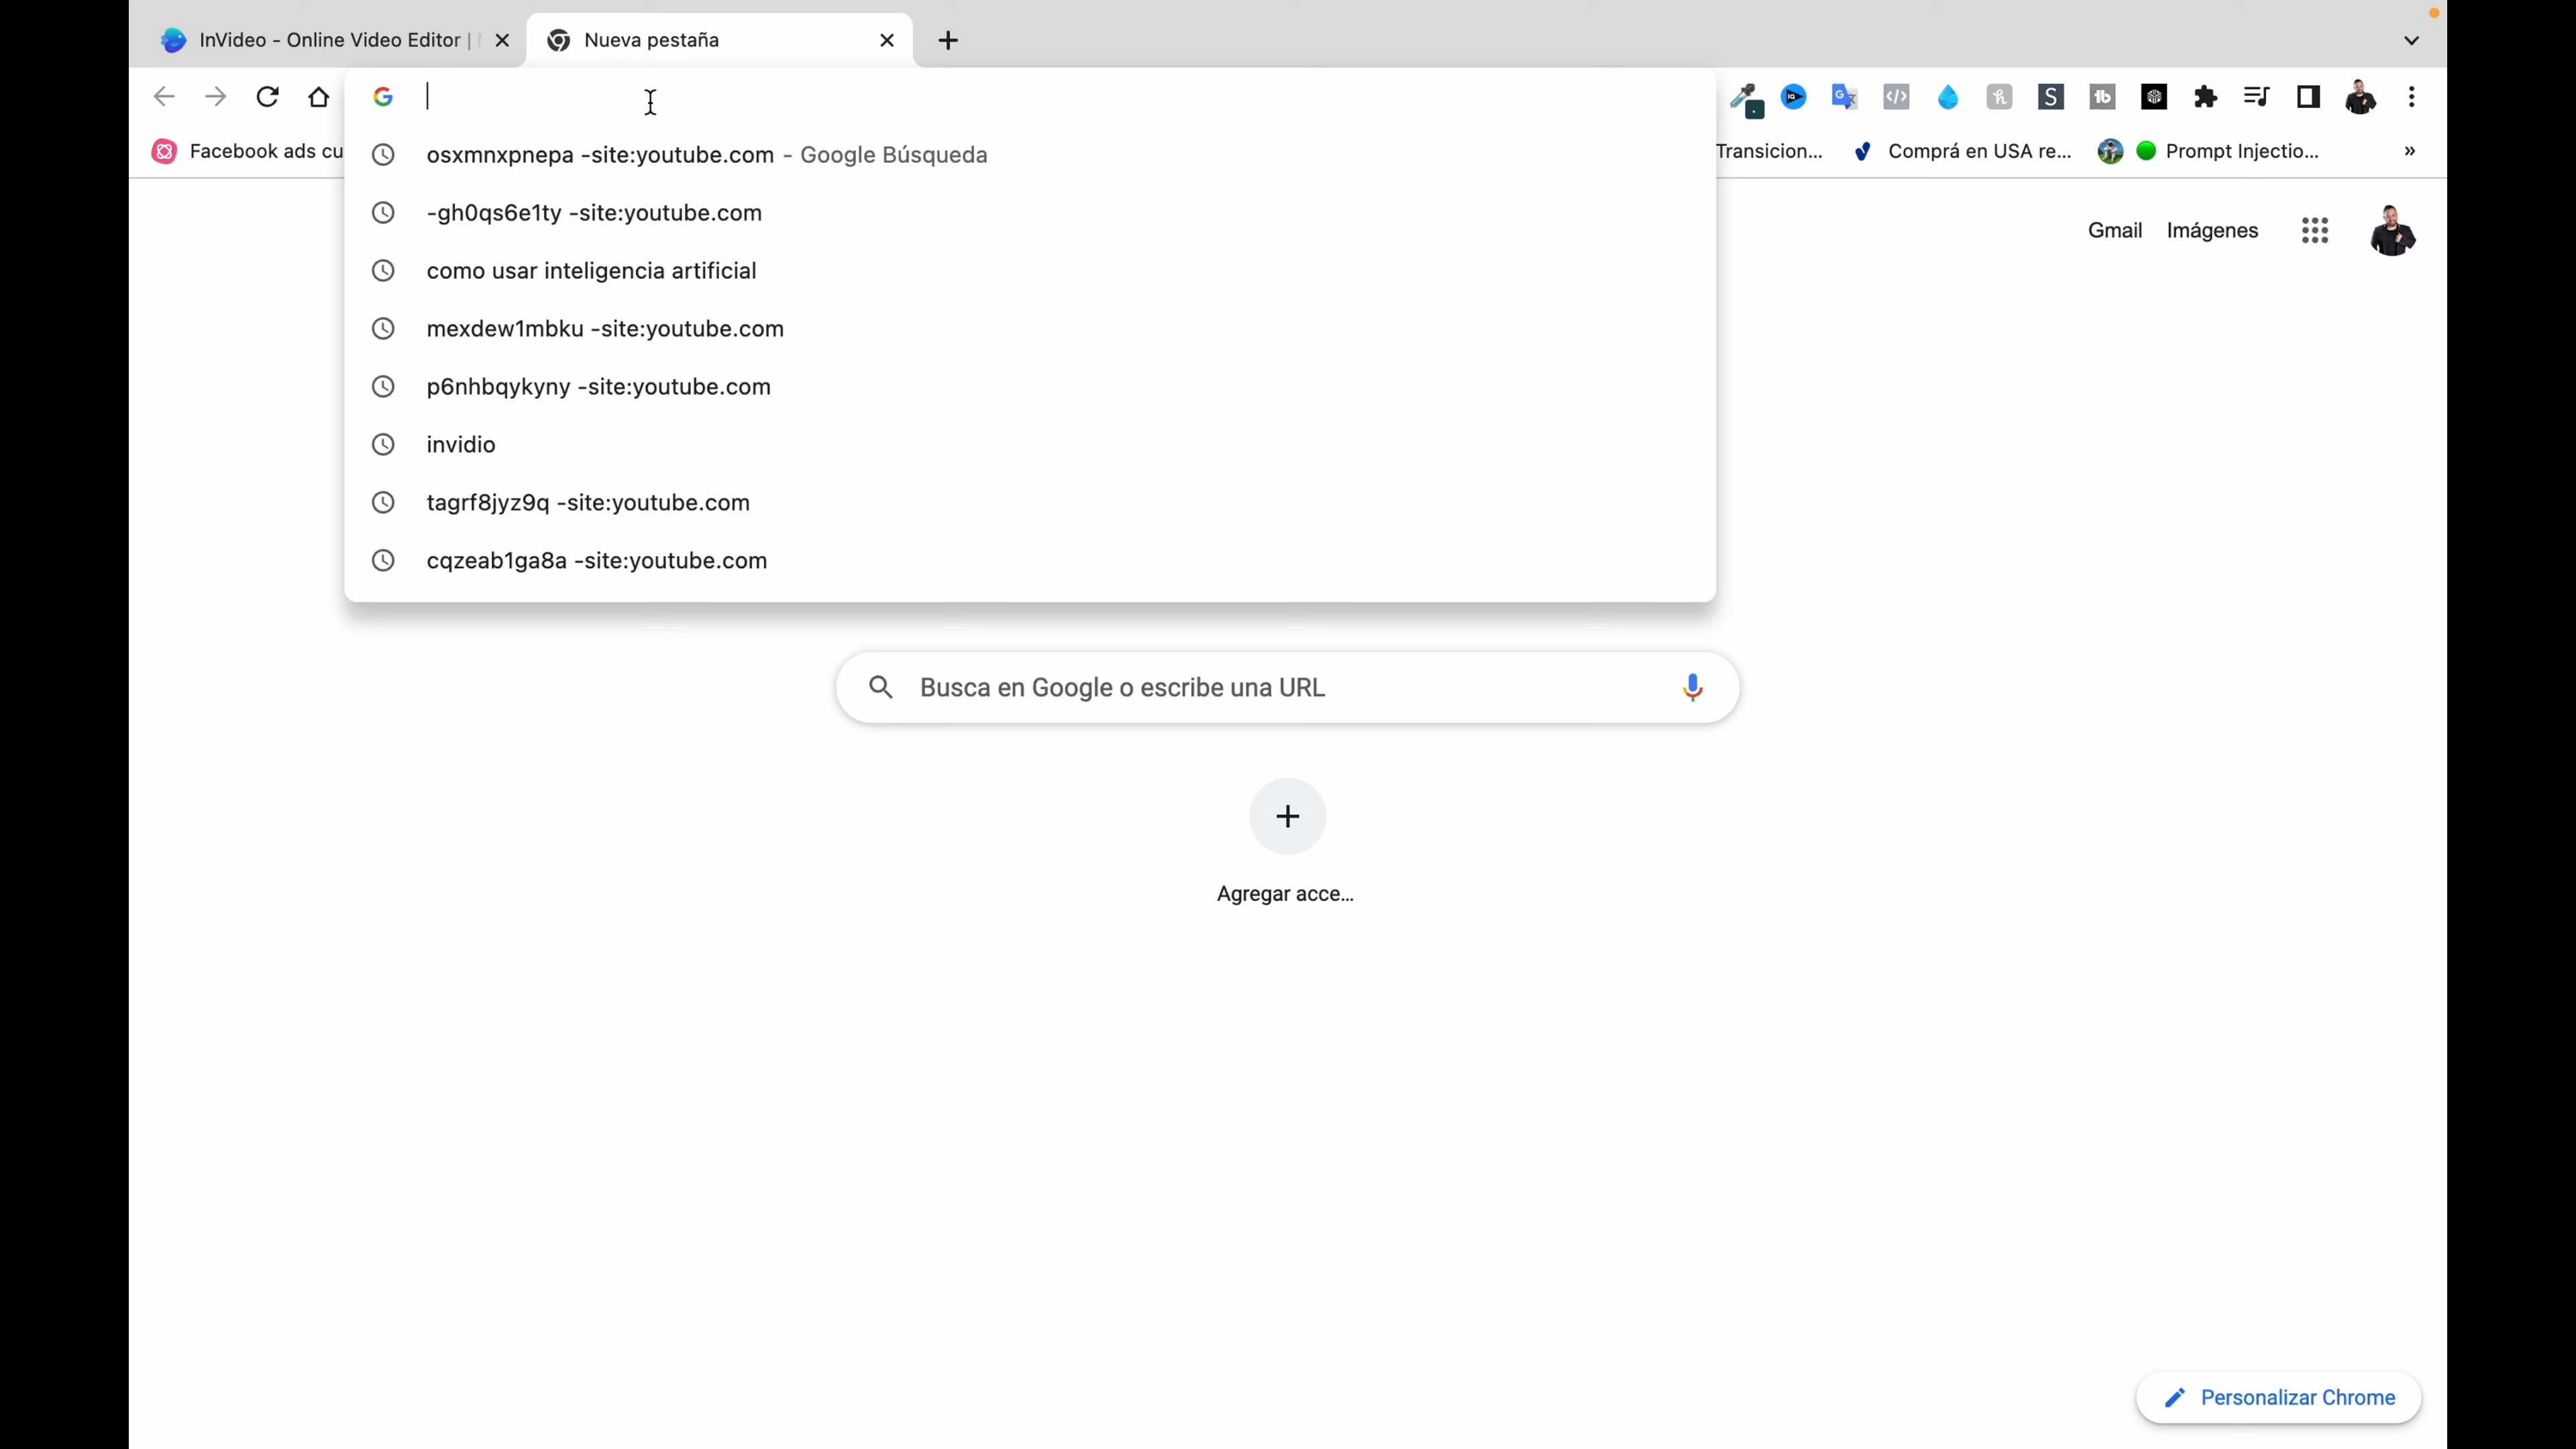 InVideo - Online Video Editor |
Nueva pestaña
Facebook ads cu
Transicion...
Comprá en USA re...
Prompt Injectio...
»
osxmnxpnepa -site:youtube.com - Google Búsqueda
-gh0qs6e1ty -site:youtube.com
como usar inteligencia artificial
mexdew1mbku -site:youtube.com
p6nhbqykyny -site:youtube.com
invidio
tagrf8jyz9q -site:youtube.com
cqzeab1ga8a -site:youtube.com
Gmail Imágenes
Busca en Google o escribe una URL
Agregar acce...
Personalizar Chrome